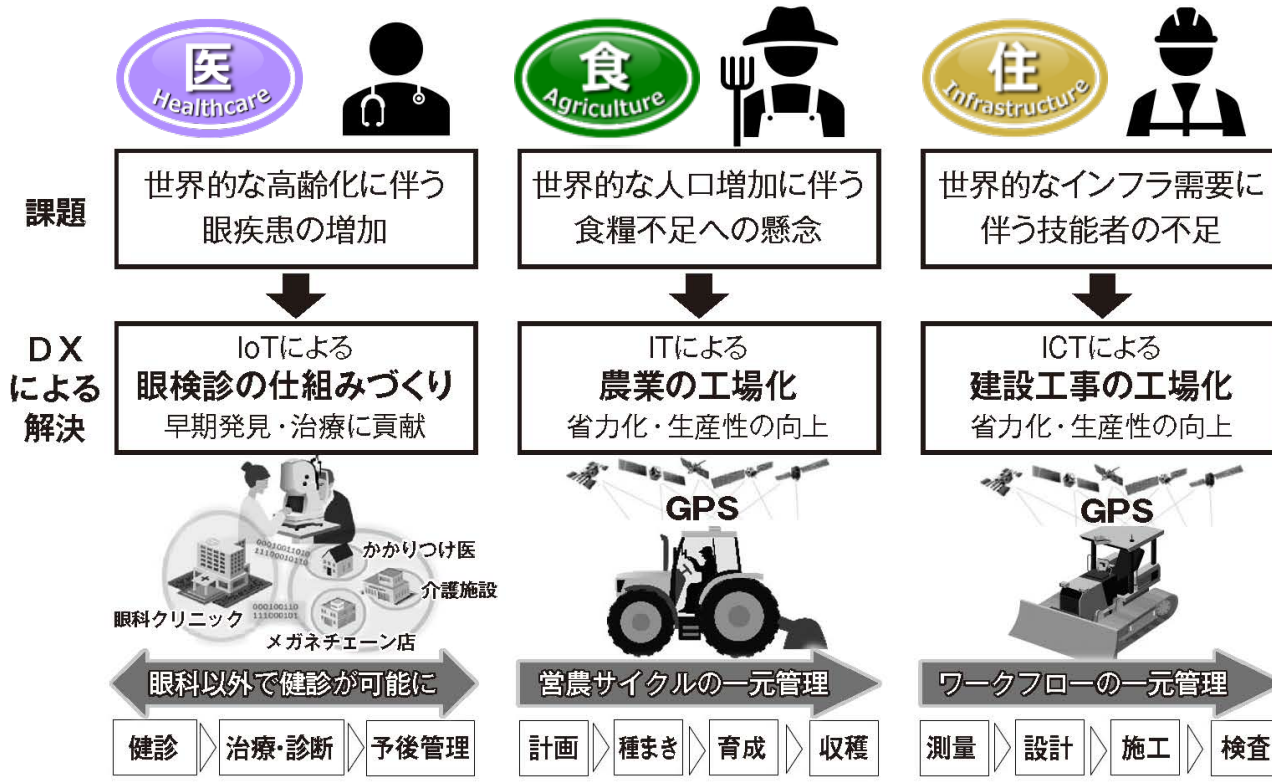 医
Healthcare
食
Agriculture
住
Infrastructure
課題
世界的な高齢化に伴う
眼疾患の増加
世界的な人口増加に伴う
食糧不足への懸念
世界的なインフラ需要に
伴う技能者の不足
DX
による
解決
IoTによる
眼検診の仕組みづくり
早期発見・治療に貢献
ITによる
農業の工場化
省力化・生産性の向上
ICTによる
建設工事の工場化
省力化・生産性の向上
00010011010
11100010110
かかりつけ医
介護施設
眼科クリニック
000100110
111000101
メガネチェーン店
GPS
GPS
眼科以外で健診が可能に
営農サイクルの一元管理
ワークフローの一元管理
健診
治療・診断
予後管理
計画
種まき
育成
収穫
測量
設計
施工
検査